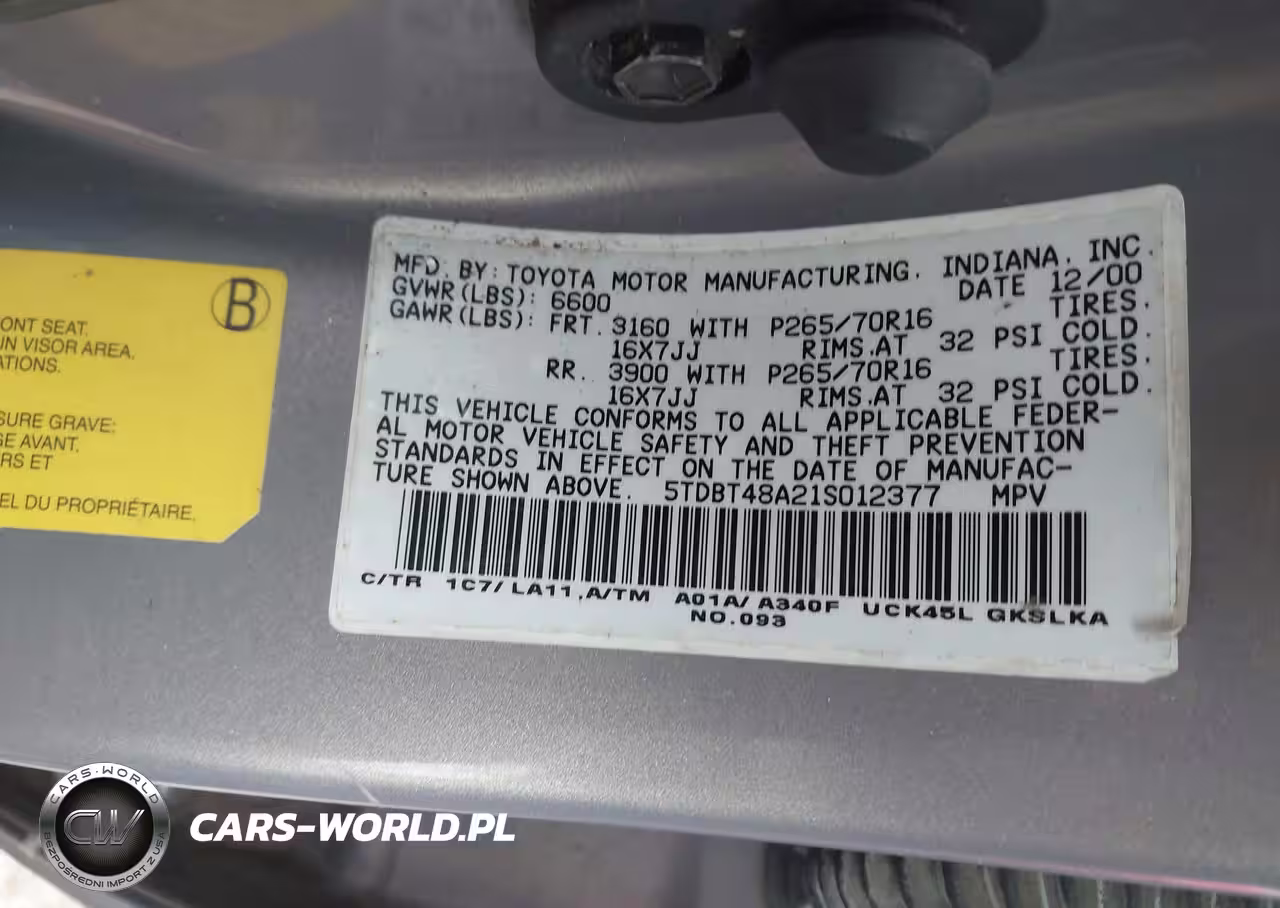 B
ONT SEAT.
IN VISOR AREA.
ATIONS.
SURE GRAVE:
GE AVANT.
RS ET
EL DU PROPRIÉTAIRE.
MFD. BY: TOYOTA MOTOR MANUFACTURING. INDIANA, INC.
GVWR(LBS): 6600 DATE 12/00
GAWR(LBS): FRT. 3160 WITH P265/70R16 TIRES.
16X7JJ RIMS.AT 32 PSI COLD.
RR. 3900 WITH P265/70R16 TIRES.
16X7JJ RIMS.AT 32 PSI COLD.
THIS VEHICLE CONFORMS TO ALL APPLICABLE FEDER-
AL MOTOR VEHICLE SAFETY AND THEFT PREVENTION
STANDARDS IN EFFECT ON THE DATE OF MANUFAC-
TURE SHOWN ABOVE. 5TDBT48A21S012377 MPV
C/TR 1C7/LA11,A/TM A01A/A340F UCK45L GKSLKA
NO.093
CARS-WORLD
CW
BEZPOŚREDNI IMPORT Z USA
CARS-WORLD.PL